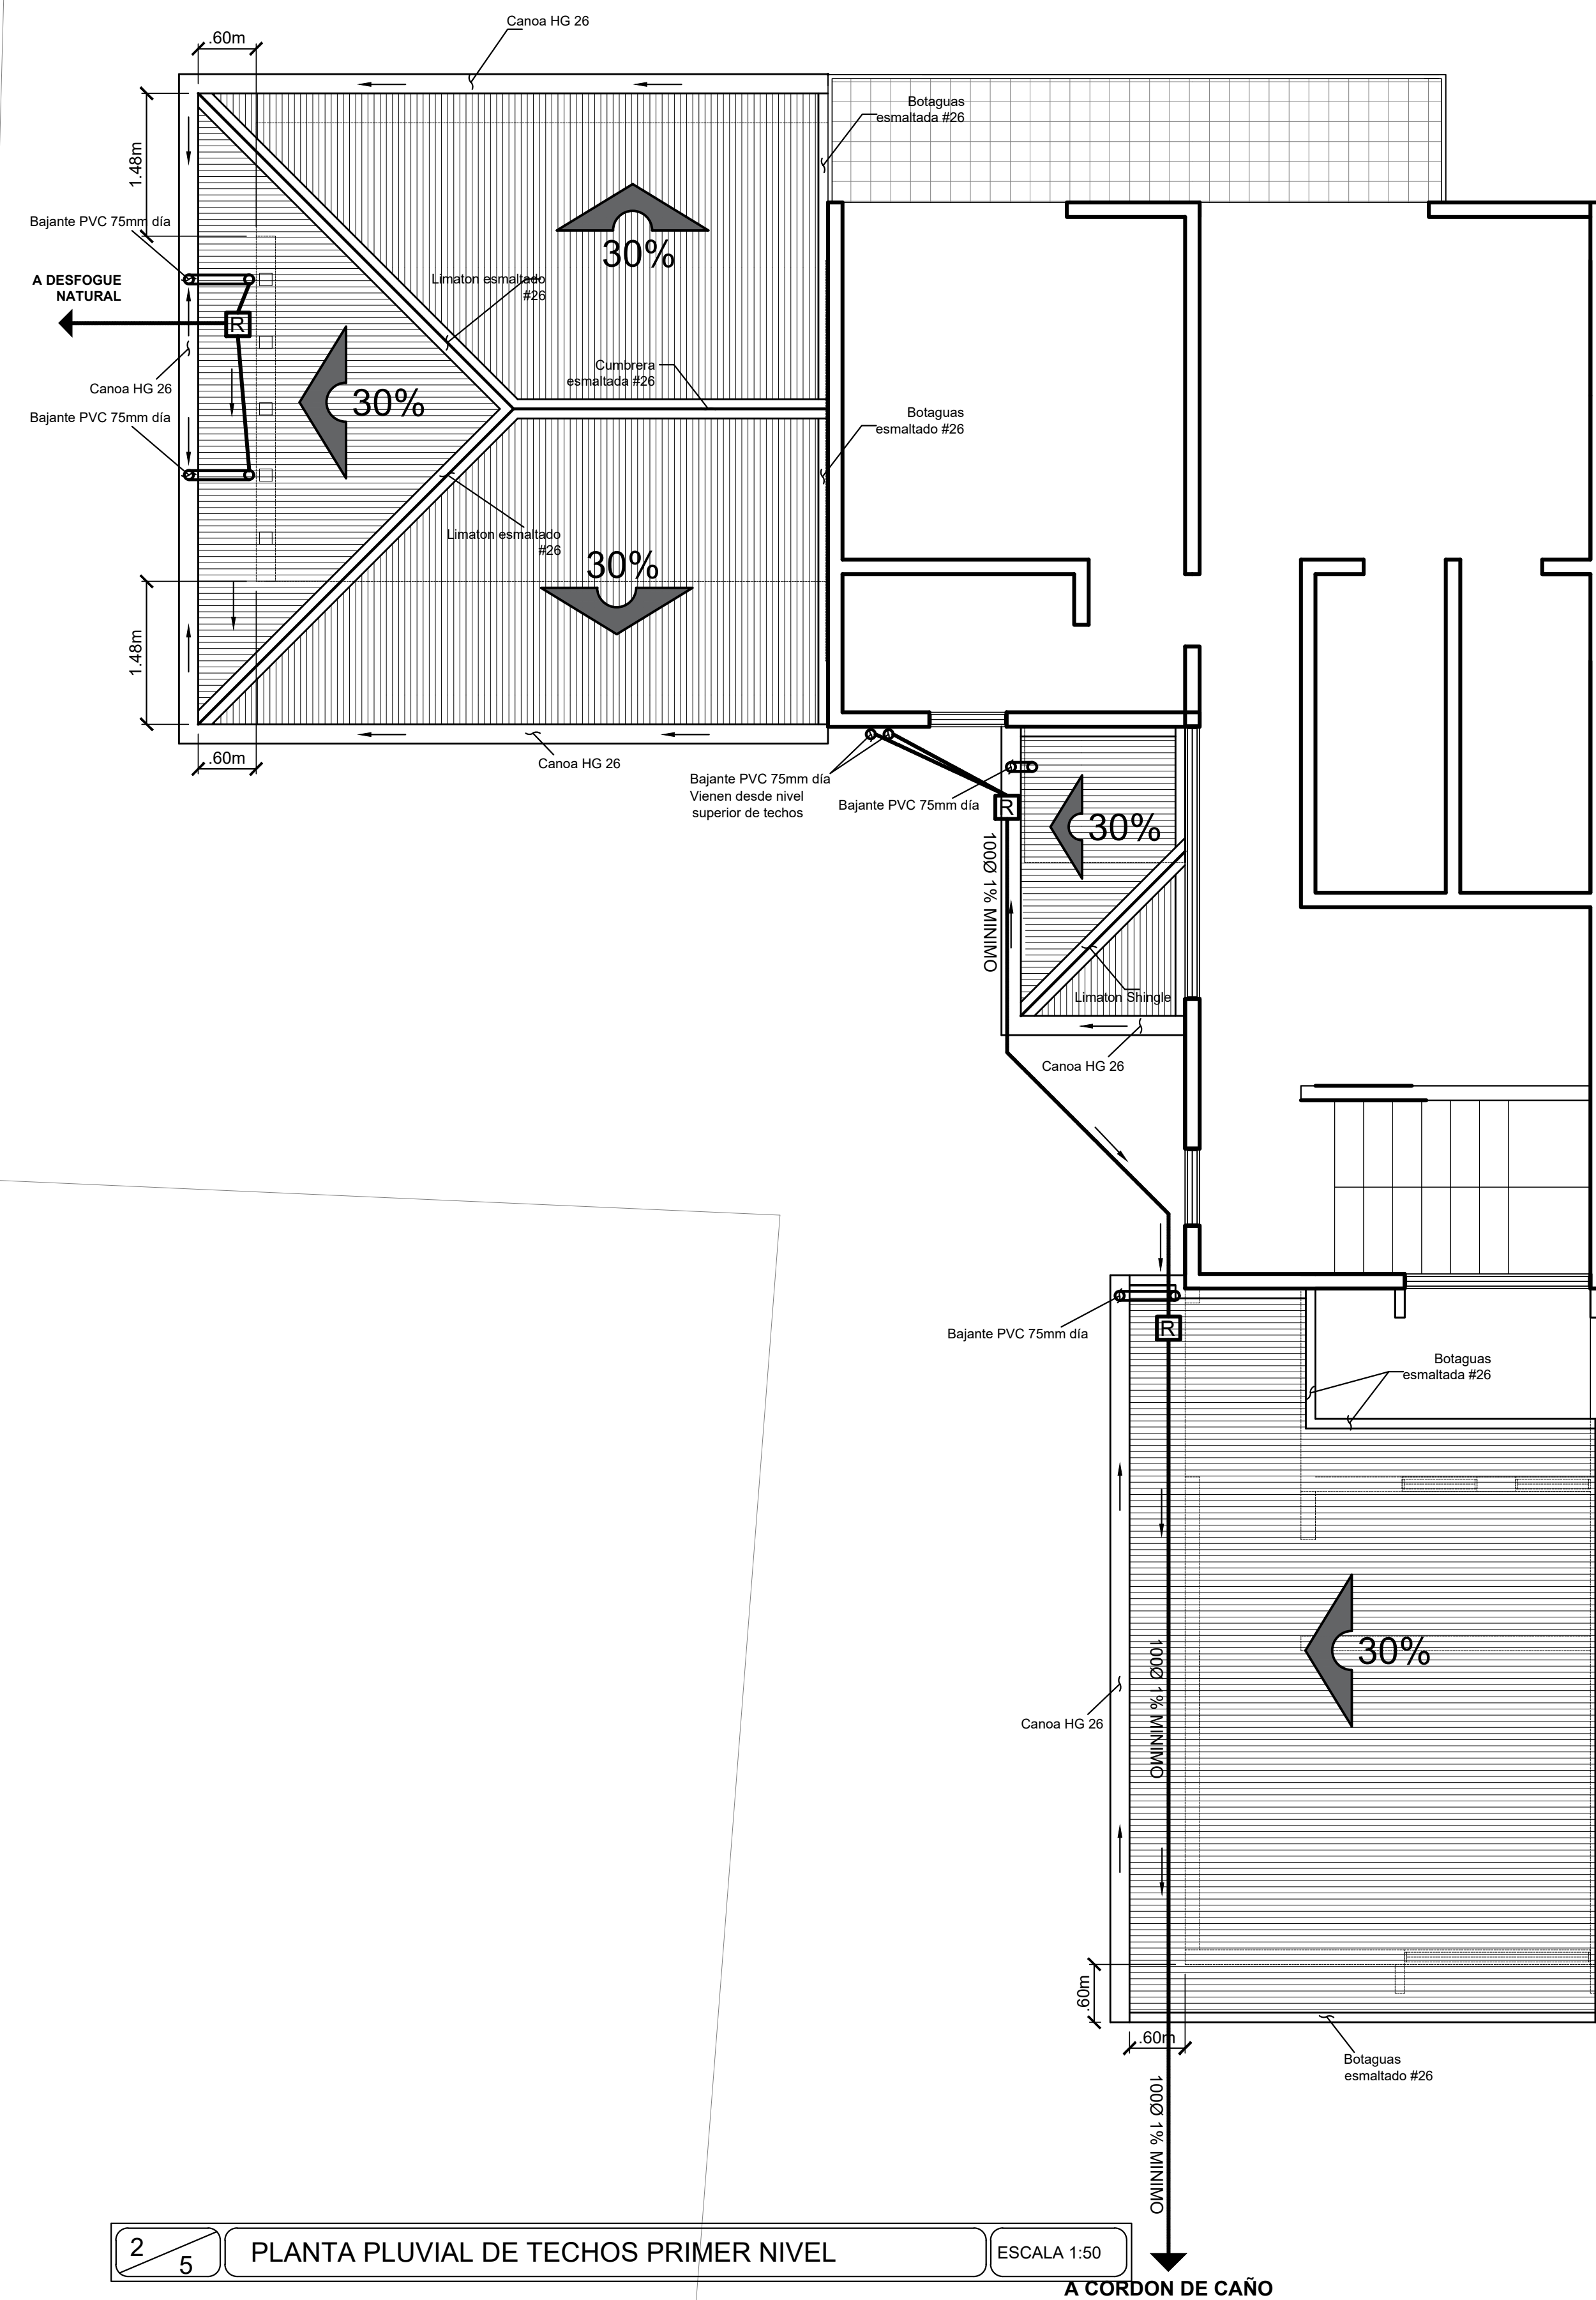 Canoa HG 26
.60m
Botaguas
esmaltada #26
1.48m
30%
Bajante PVC 75mm día
Limaton esmaltado
#26
A DESFOGUE
NATURAL
R
Cumbrera
esmaltada #26
Canoa HG 26
30%
Bajante PVC 75mm día
Botaguas
esmaltado #26
Limaton esmaltado
#26
30%
1.48m
.60m
Canoa HG 26
Bajante PVC 75mm día
Vienen desde nivel
superior de techos
Bajante PVC 75mm día
R
30%
100Ø 1% MINIMO
Limaton Shingle
Canoa HG 26
Bajante PVC 75mm día
R
Botaguas
esmaltada #26
30%
100Ø 1% MINIMO
Canoa HG 26
.60m
.60m
Botaguas
esmaltado #26
100Ø 1% MINIMO
2
5
PLANTA PLUVIAL DE TECHOS PRIMER NIVEL
ESCALA 1:50
A CORDON DE CAÑO